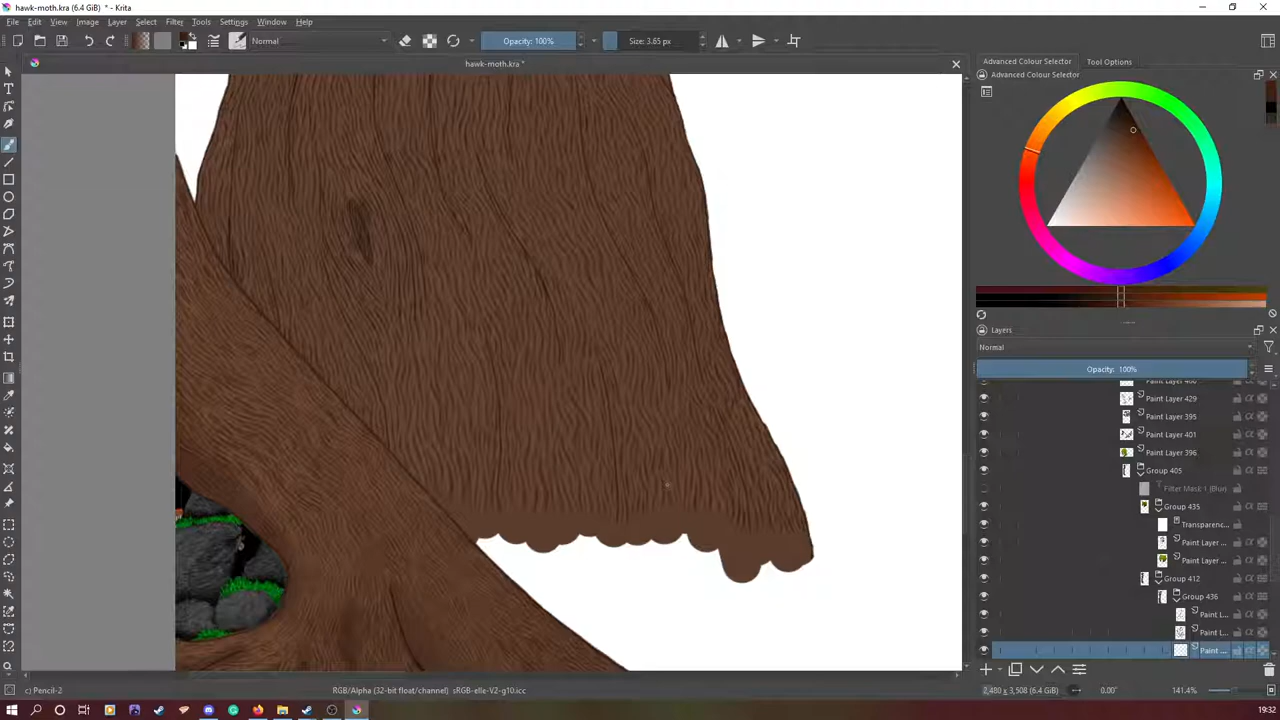 hawk-moth.kra (6.4 GiB) * - Krita
File Edit View Image Layer Select Filter Tools Settings Window Help
Normal
Opacity: 100%
Size: 3.65 px
hawk-moth.kra *
Advanced Colour Selector
Tool Options
Advanced Colour Selector
Layers
Normal
Opacity: 100%
Paint Layer 429
Paint Layer 395
Paint Layer 401
Paint Layer 396
Group 405
Filter Mask 1 (Blur)
Group 435
Transparenc...
Paint Layer ...
Paint Layer ...
Group 412
Group 436
Paint L...
Paint L...
Paint ...
c) Pencil-2
RGB/Alpha (32-bit float/channel) sRGB-elle-V2-g10.icc
2,480 x 3,508 (6.4 GiB)
0.00°
141.4%
19:32